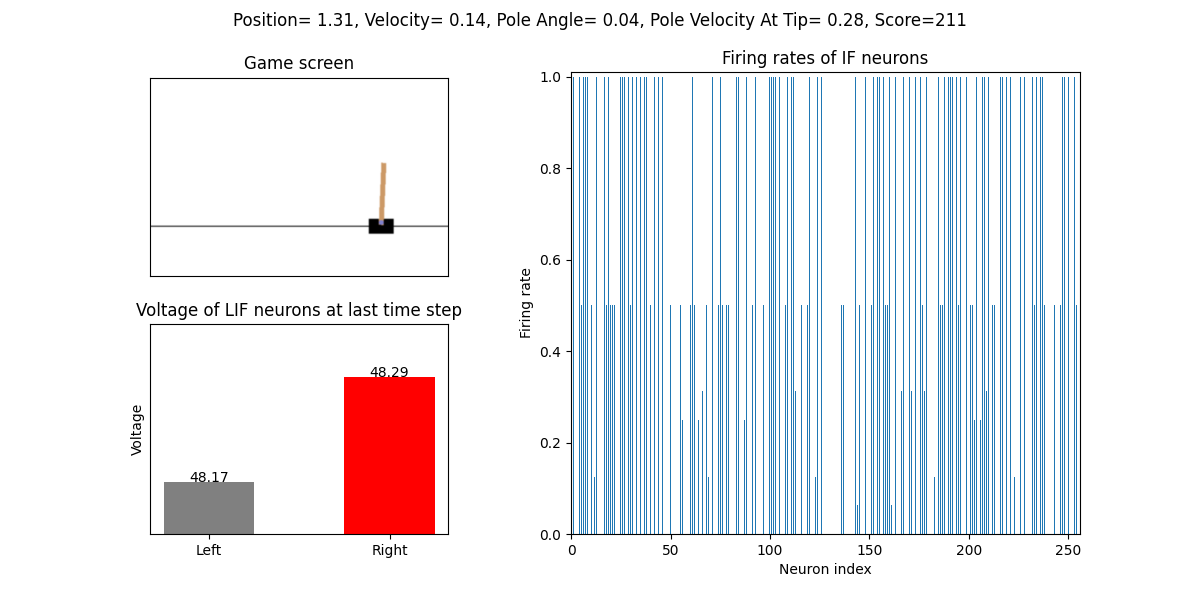 Position= 1.31, Velocity= 0.14, Pole Angle= 0.04, Pole Velocity At Tip= 0.28, Score=211
Game screen
Voltage of LIF neurons at last time step
Voltage
48.17
48.29
Left
Right
Firing rates of IF neurons
Firing rate
1.0
0.8
0.6
0.4
0.2
0.0
0
50
100
150
200
250
Neuron index